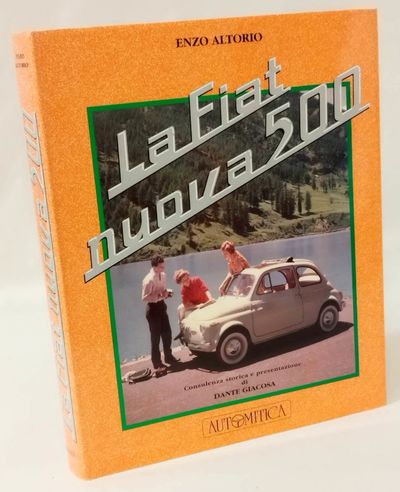 ENZO ALTORIO
La Fiat
nuova 500
Consulenza storica e presentazione
di
DANTE GIACOSA
AUTOMITICA